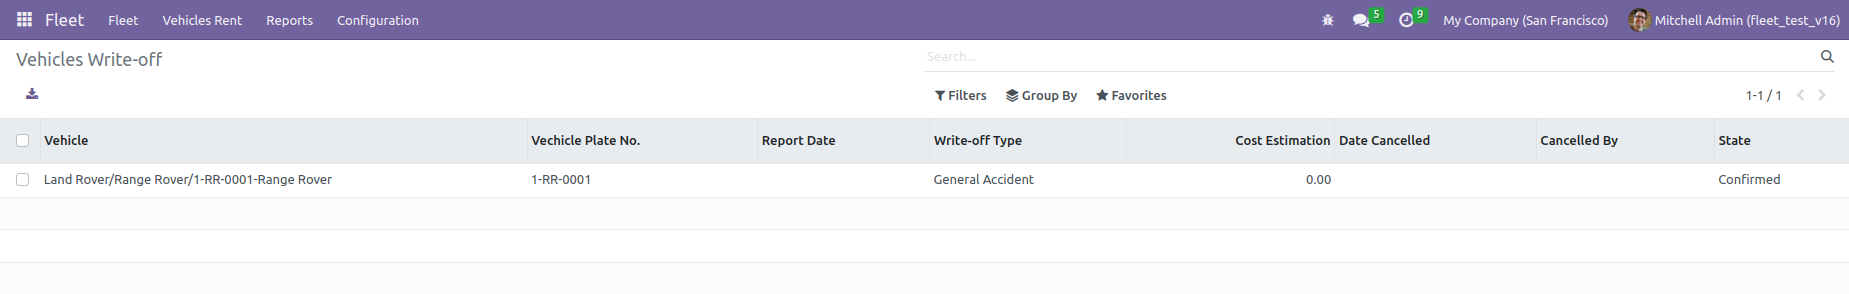 Fleet Fleet Vehicles Rent Reports Configuration 5 9 My Company (San Francisco) Mitchell Admin (fleet_test_v16)
Vehicles Write-off Search...
Filters Group By Favorites 1-1 / 1
Vehicle Vechicle Plate No. Report Date Write-off Type Cost Estimation Date Cancelled Cancelled By State
Land Rover/Range Rover/1-RR-0001-Range Rover 1-RR-0001 General Accident 0.00 Confirmed